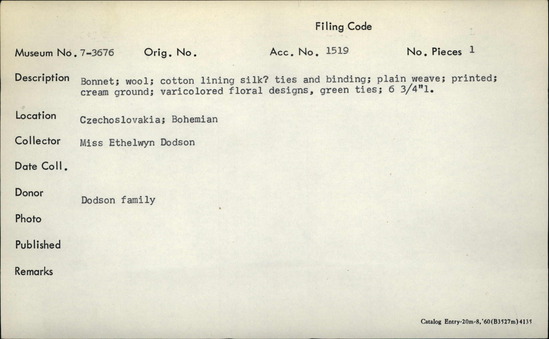 Filing Code
Museum No. 7-3676 Orig. No. Acc. No. 1519 No. Pieces 1
Description Bonnet; wool; cotton lining silk? ties and binding; plain weave; printed;
cream ground; varicolored floral designs, green ties; 6 3/4"l.
Location Czechoslovakia; Bohemian
Collector Miss Ethelwyn Dodson
Date Coll.
Donor Dodson family
Photo
Published
Remarks
Catalog Entry-20m-8,'60(B3127m)4131